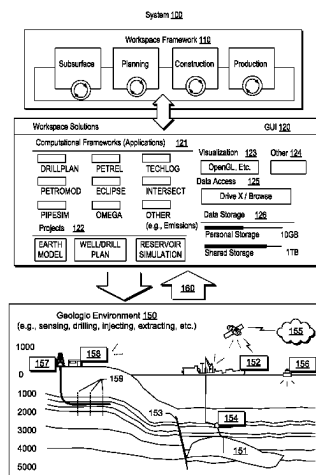 System 100
Workspace Framework 110
Subsurface Planning Construction Production
Workspace Solutions GUI 120
Computational Frameworks (Applications) 121
Visualization 123 Other 124
OpenGL, Etc.
DRILLPLAN PETREL TECHLOG
Data Access 125
PETROMOD ECLIPSE INTERSECT
Drive X / Browse
Data Storage 126
PIPESIM OMEGA OTHER
(e.g., Emissions)
Personal Storage 10GB
Projects 122
EARTH MODEL
WELL/DRILL PLAN
RESERVOIR SIMULATION
Shared Storage 1TB
160
Geologic Environment 150
(e.g., sensing, drilling, injecting, extracting, etc.)
155
1000
157 158 152 156
0
159
1000
153 154
2000
3000
151
4000
5000